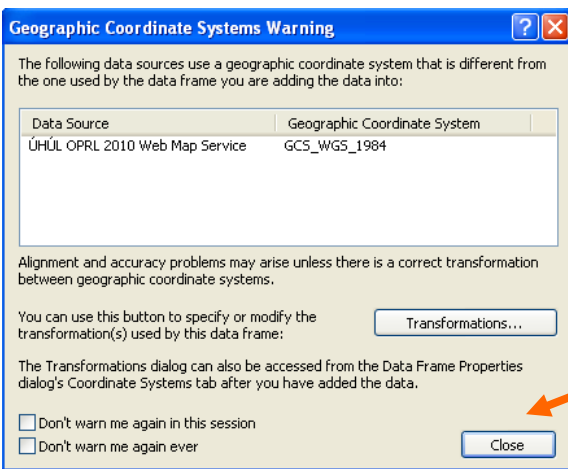 Geographic Coordinate Systems Warning
The following data sources use a geographic coordinate system that is different from
the one used by the data frame you are adding the data into:
Data Source Geographic Coordinate System
ÚHÚL OPRL 2010 Web Map Service GCS_WGS_1984
Alignment and accuracy problems may arise unless there is a correct transformation
between geographic coordinate systems.
You can use this button to specify or modify the
transformation(s) used by this data frame:
Transformations...
The Transformations dialog can also be accessed from the Data Frame Properties
dialog's Coordinate Systems tab after you have added the data.
Don't warn me again in this session
Don't warn me again ever
Close